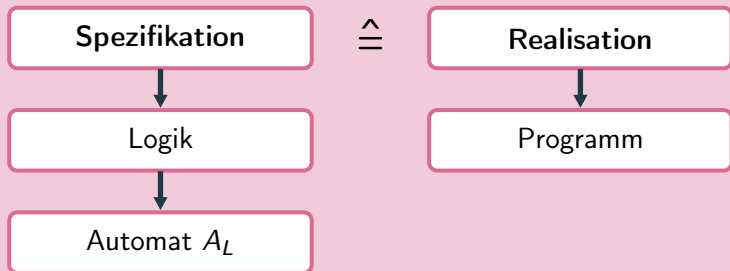 Spezifikation ≙ Realisation
Logik Programm
Automat A_L